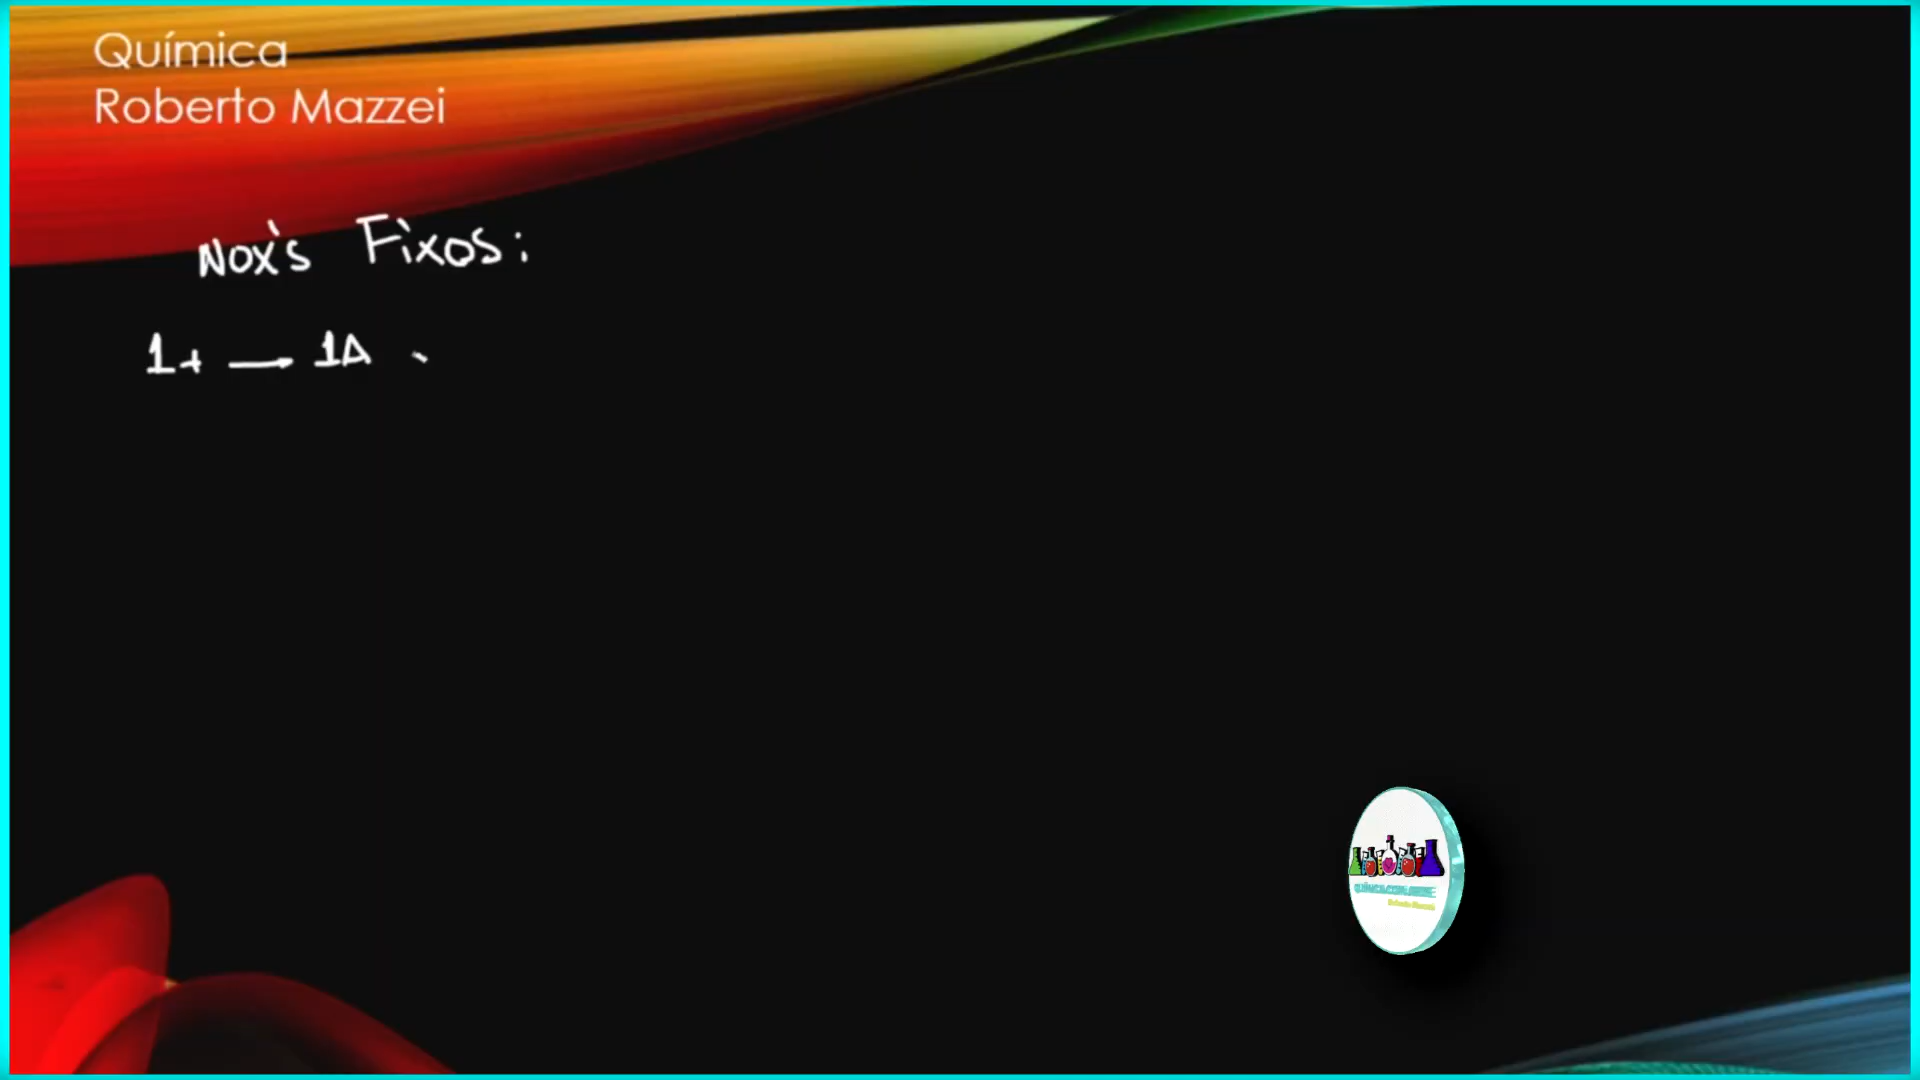 Química
Roberto Mazzei
Nox's Fixos:
1+ → 1A